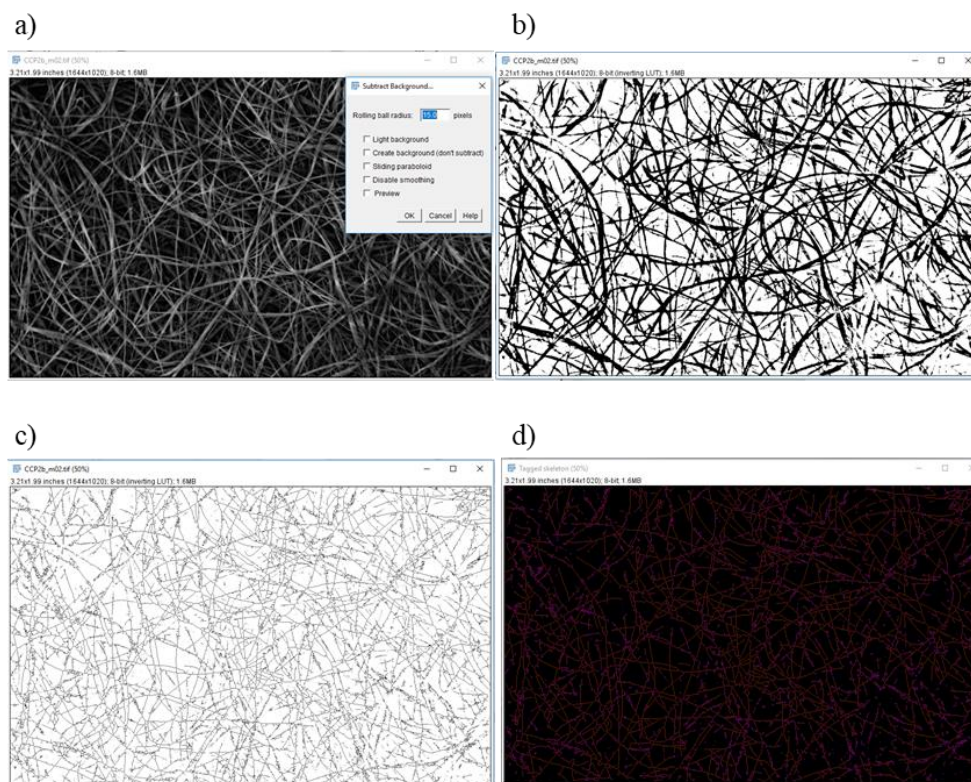 a)
CCP2b_m02.tif (50%)
3.21x1.99 inches (1644x1020); 8-bit; 1.6MB
Subtract Background...
Rolling ball radius: 15.0 pixels
Light background
Create background (don't subtract)
Sliding paraboloid
Disable smoothing
Preview
OK Cancel Help
b)
CCP2b_m02.tif (50%)
3.21x1.99 inches (1644x1020); 8-bit (inverting LUT); 1.6MB
c)
CCP2b_m02.tif (50%)
3.21x1.99 inches (1644x1020); 8-bit (inverting LUT); 1.6MB
d)
Tagged skeleton (50%)
3.21x1.99 inches (1644x1020); 8-bit; 1.6MB